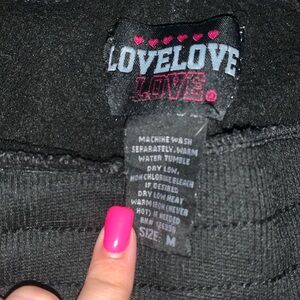 LOVELOVE
LOVE.
MACHINE WASH
SEPARATELY. WARM
WATER TUMBLE
DRY LOW.
NON CHLORINE BLEACH
IF DESIRED
DRY LOW HEAT
WARM IRON (NEVER
HOT) IF NEEDED
RN#
SIZE: M